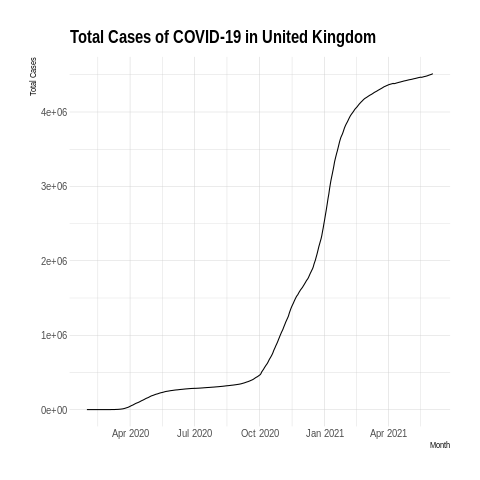 Total Cases of COVID-19 in United Kingdom
Total Cases
4e+06
3e+06
2e+06
1e+06
0e+00
Apr 2020 Jul 2020 Oct 2020 Jan 2021 Apr 2021
Month